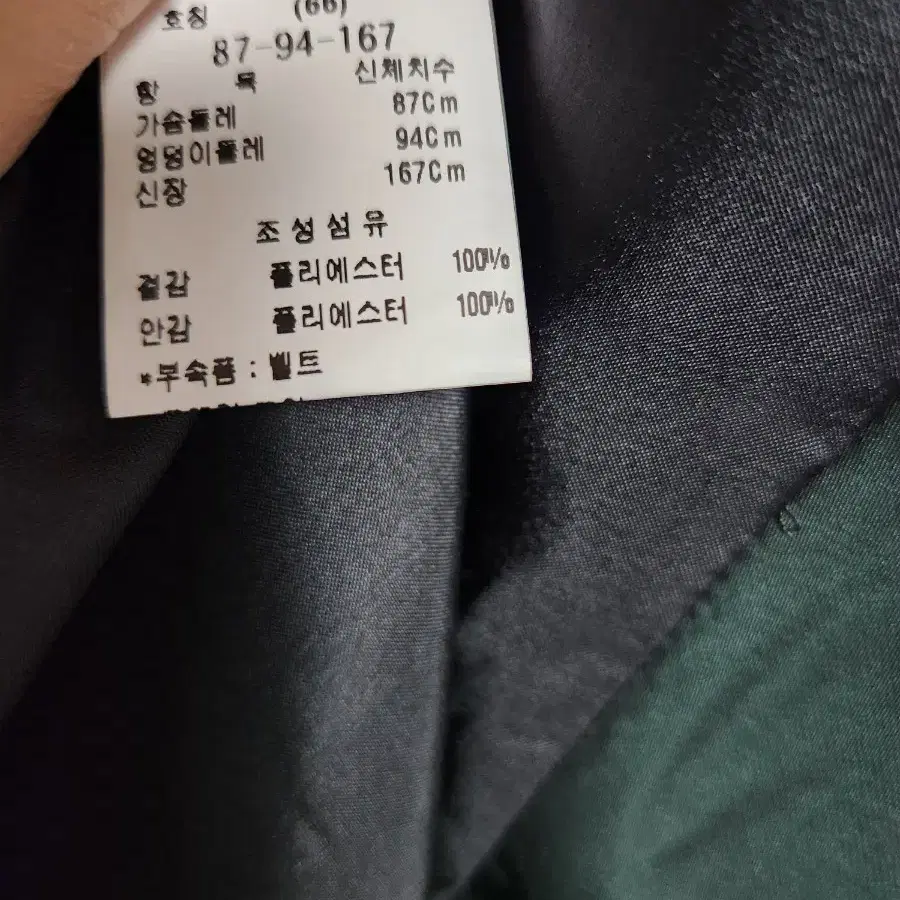 호칭 (66)
87-94-167
항 목 신체치수
가슴둘레 87Cm
엉덩이둘레 94Cm
신장 167Cm
조성섬유
겉감 폴리에스터 100%
안감 폴리에스터 100%
*부속품 : 벨트